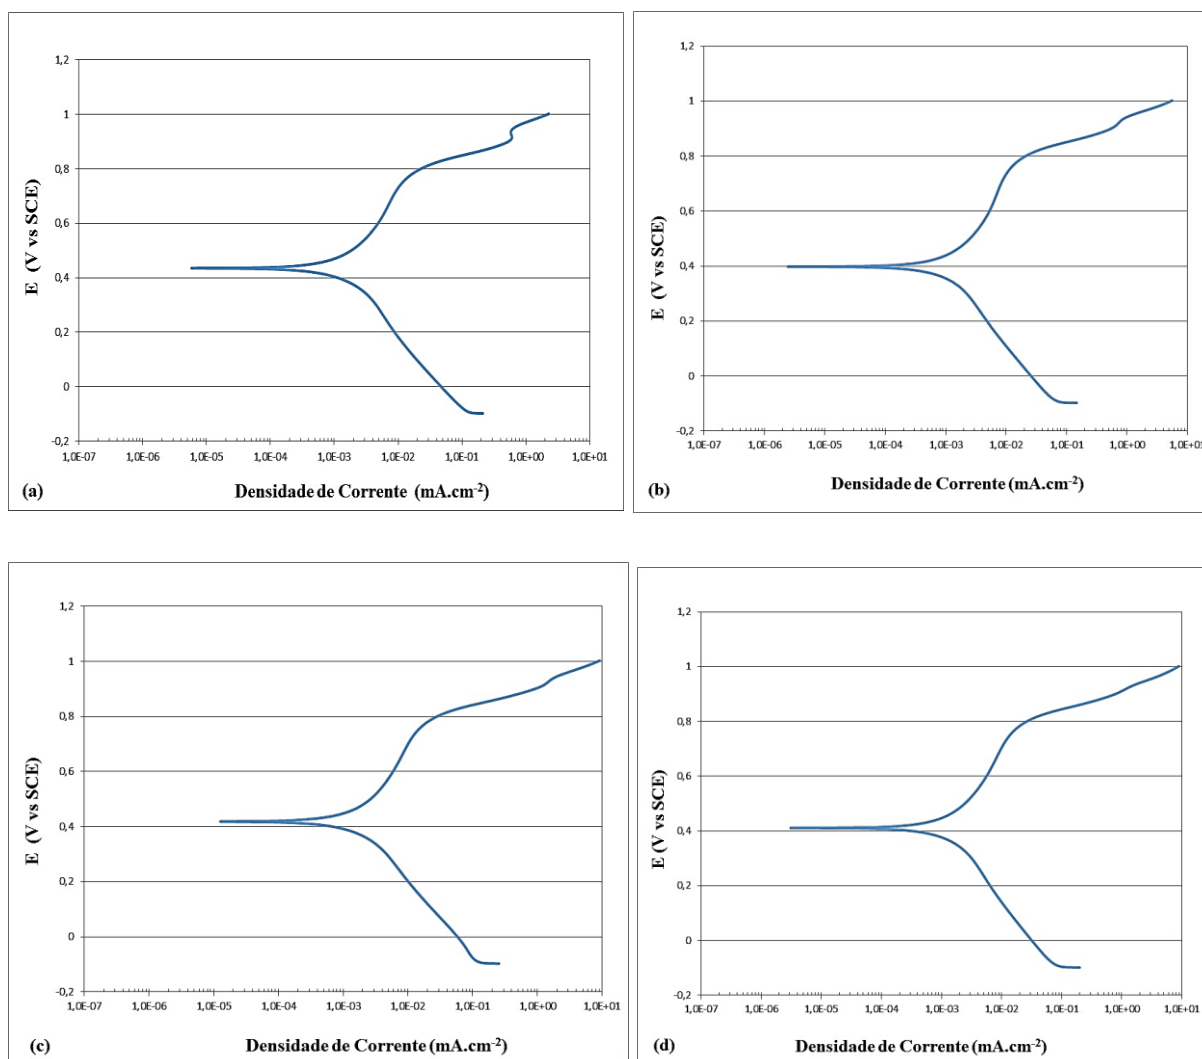 1,2
1
0,8
0,6
0,4
0,2
0
-0,2
E (V vs SCE)
1,0E-07 1,0E-06 1,0E-05 1,0E-04 1,0E-03 1,0E-02 1,0E-01 1,0E+00 1,0E+01
(a) Densidade de Corrente (mA.cm-2)
1,2
1
0,8
0,6
0,4
0,2
0
-0,2
E (V vs SCE)
1,0E-07 1,0E-06 1,0E-05 1,0E-04 1,0E-03 1,0E-02 1,0E-01 1,0E+00 1,0E+01
(b) Densidade de Corrente (mA.cm-2)
1,2
1
0,8
0,6
0,4
0,2
0
-0,2
E (V vs SCE)
1,0E-07 1,0E-06 1,0E-05 1,0E-04 1,0E-03 1,0E-02 1,0E-01 1,0E+00 1,0E+01
(c) Densidade de Corrente (mA.cm-2)
1,2
1
0,8
0,6
0,4
0,2
0
-0,2
E (V vs SCE)
1,0E-07 1,0E-06 1,0E-05 1,0E-04 1,0E-03 1,0E-02 1,0E-01 1,0E+00 1,0E+01
(d) Densidade de Corrente (mA.cm-2)